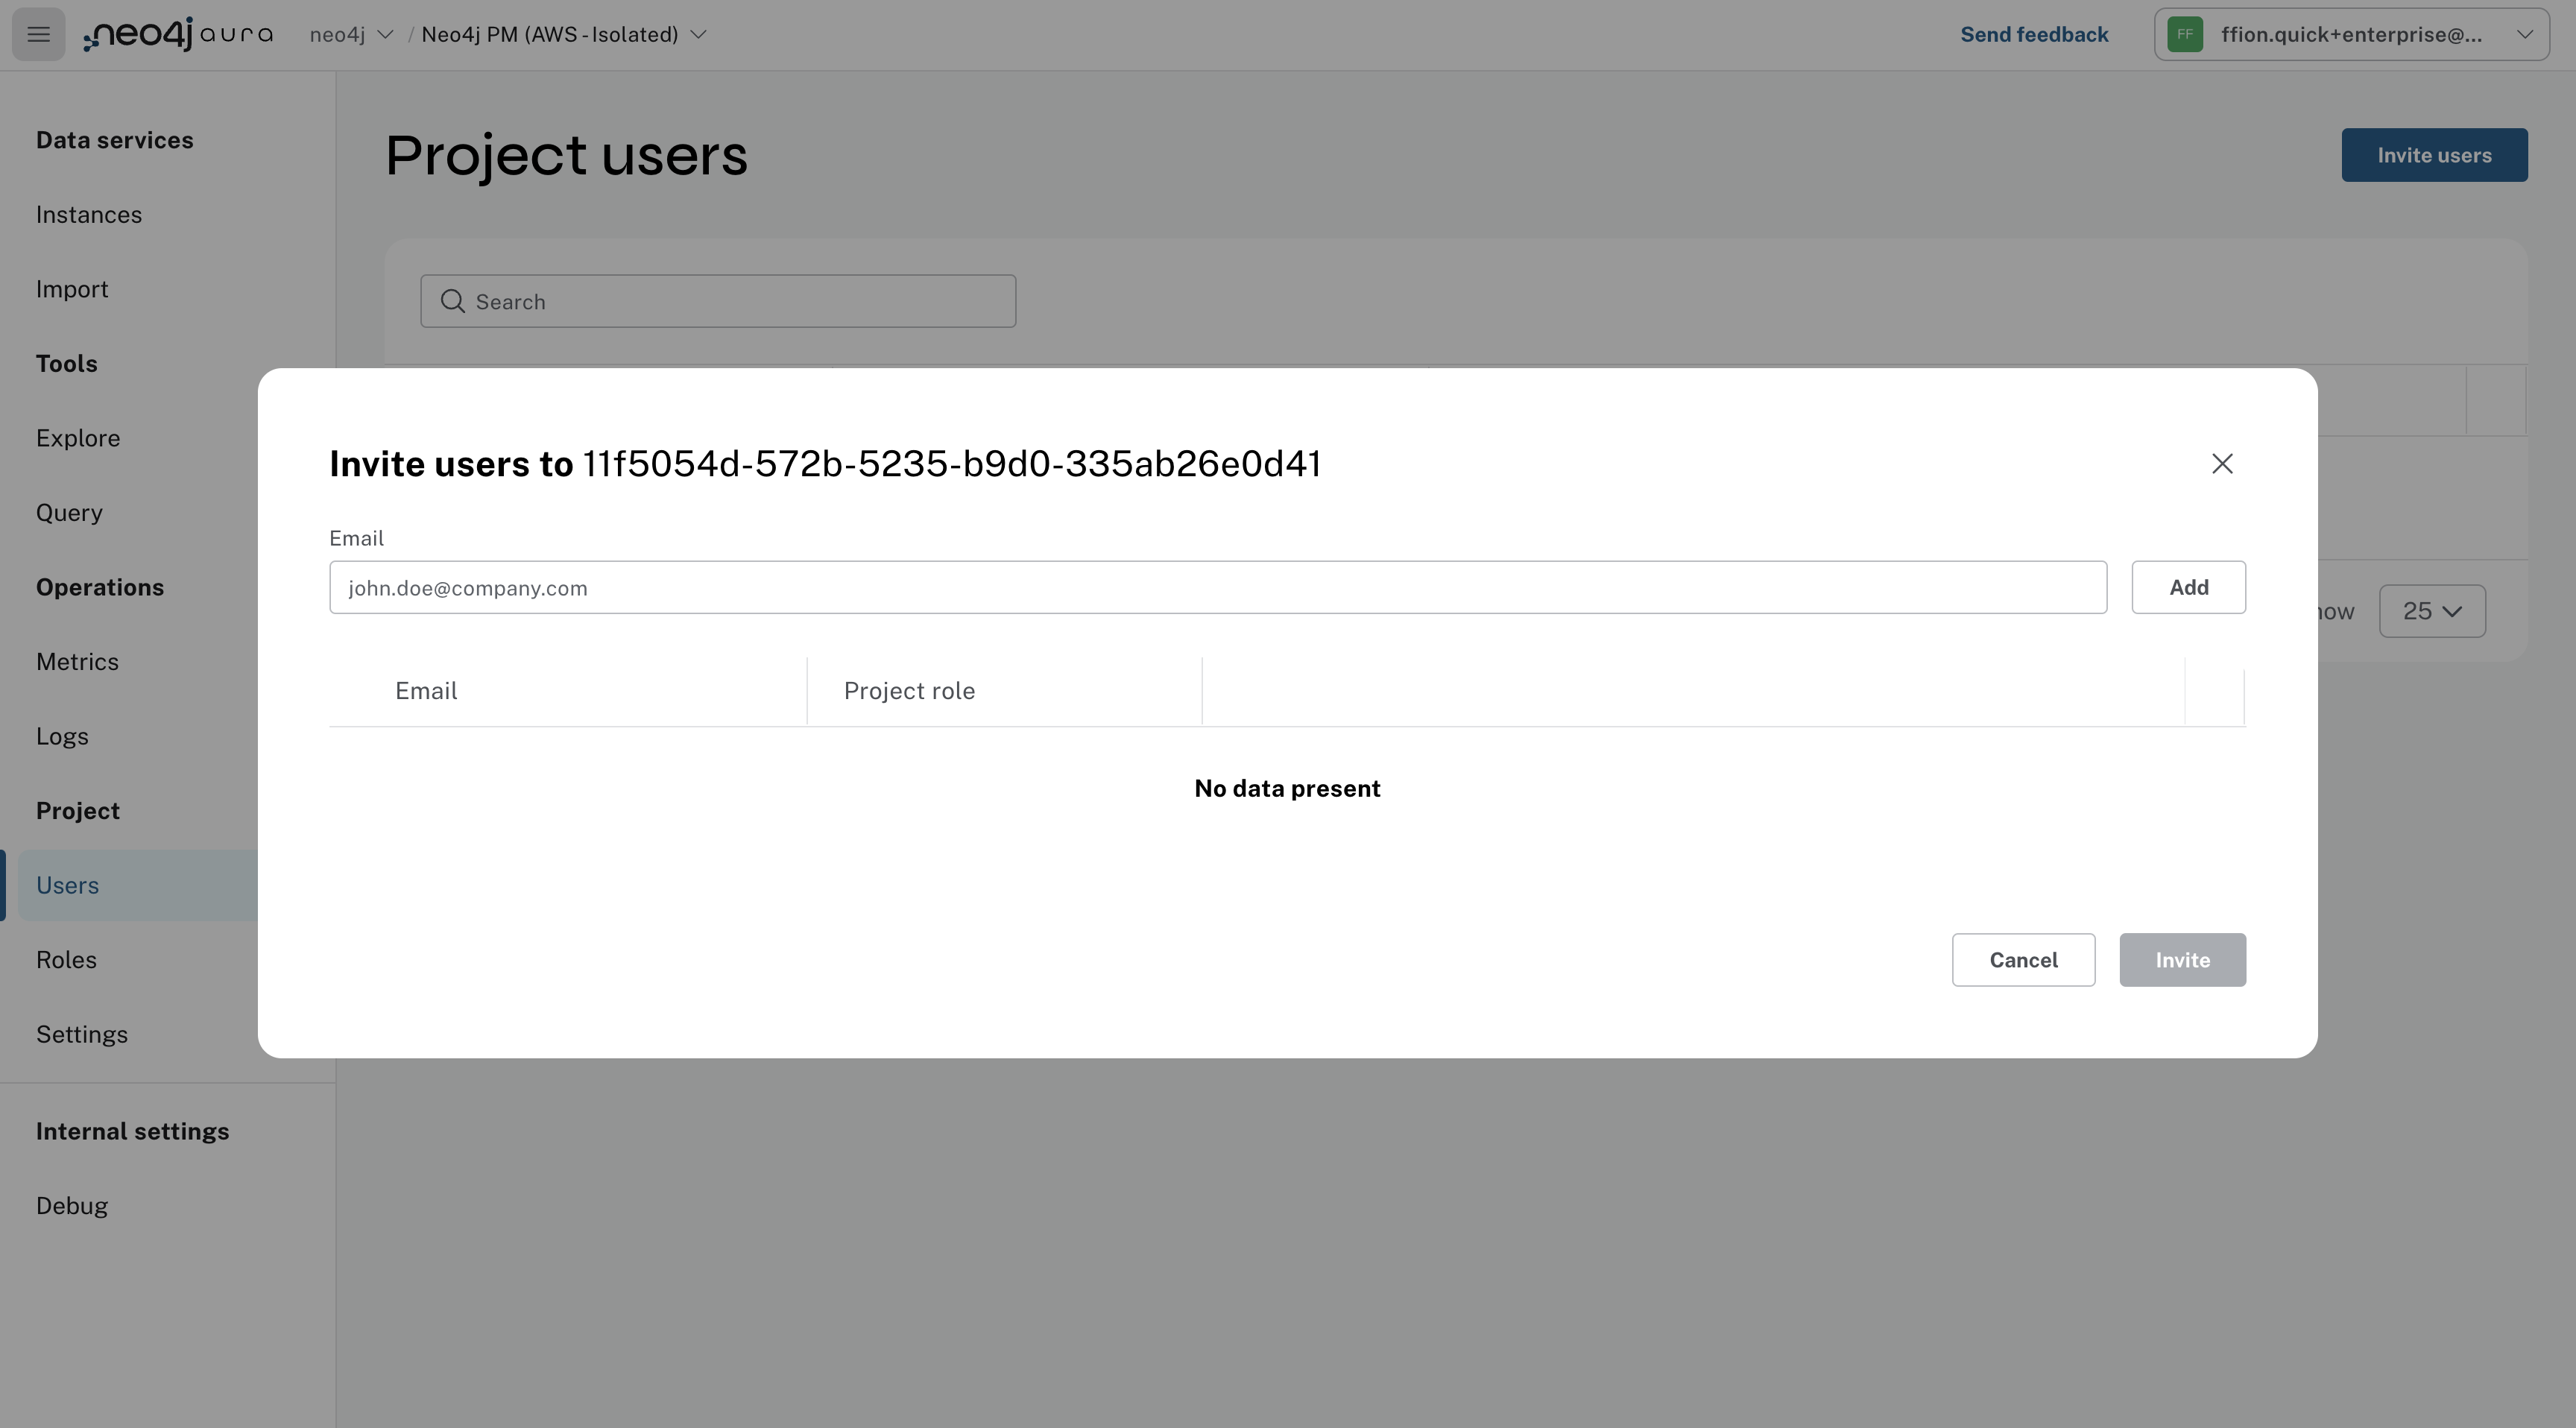 neo4j aura
neo4j / Neo4j PM (AWS - Isolated)
Send feedback
FF ffion.quick+enterprise@...
Data services
Instances
Import
Tools
Explore
Query
Operations
Metrics
Logs
Project
Users
Roles
Settings
Internal settings
Debug
Project users
Invite users
Search
25
Invite users to 11f5054d-572b-5235-b9d0-335ab26e0d41
Email
john.doe@company.com
Add
Email Project role
No data present
Cancel Invite